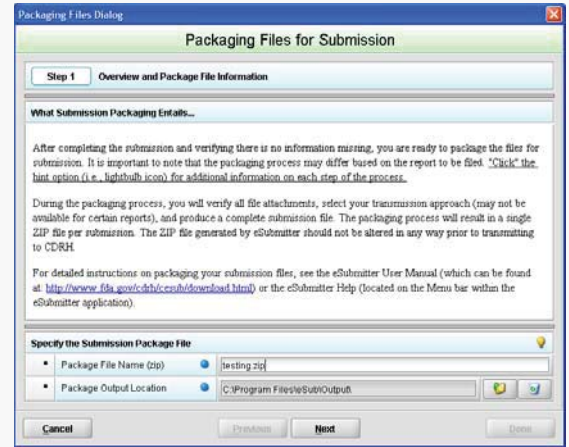 Packaging Files Dialog
Packaging Files for Submission
Step 1 Overview and Package File Information
What Submission Packaging Entails...
After completing the submission and verifying there is no information missing, you are ready to package the files for
submission. It is important to note that the packaging process may differ based on the report to be filed. "Click" the
hint option (i.e., lightbulb icon) for additional information on each step of the process.
During the packaging process, you will verify all file attachments, select your transmission approach (may not be
available for certain reports), and produce a complete submission file. The packaging process will result in a single
ZIP file per submission. The ZIP file generated by eSubmitter should not be altered in any way prior to transmitting
to CDRH.
For detailed instructions on packaging your submission files, see the eSubmitter User Manual (which can be found
at: http://www.fda.gov/cdrh/cesub/download.html) or the eSubmitter Help (located on the Menu bar within the
eSubmitter application).
Specify the Submission Package File
Package File Name (zip) testing.zip
Package Output Location C:\Program Files\eSub\Output\
Cancel Previous Next Done